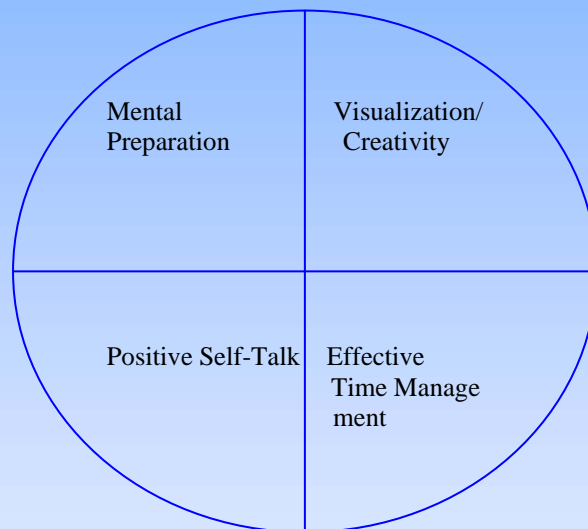 Mental
Preparation
Visualization/
Creativity
Positive Self-Talk
Effective
Time Manage
ment